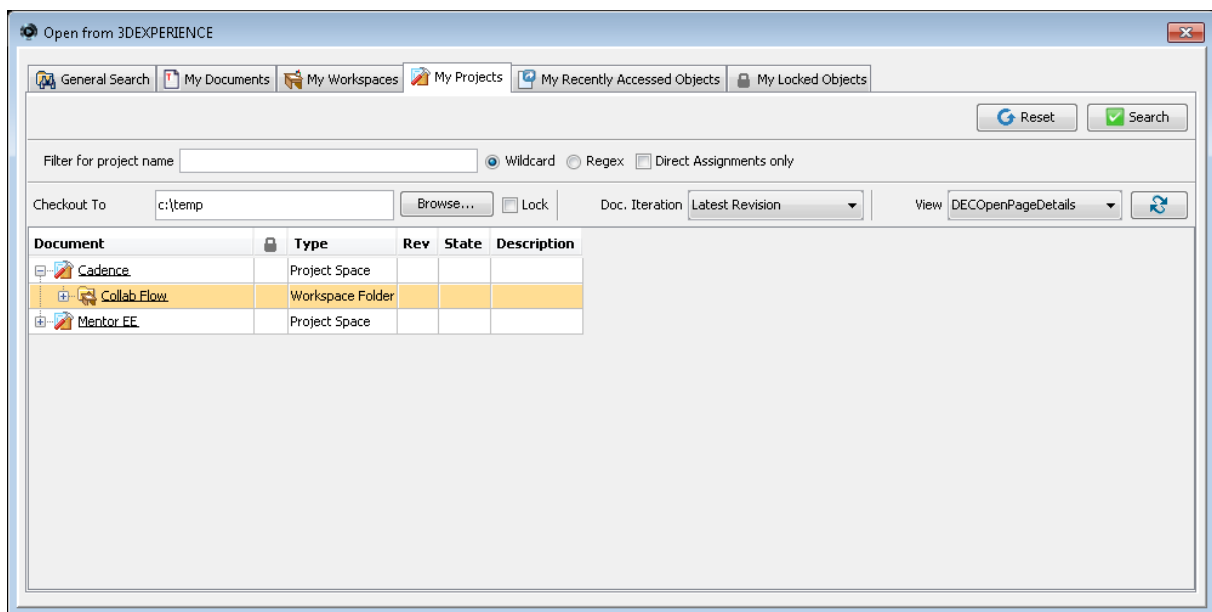 Open from 3DEXPERIENCE
General Search My Documents My Workspaces My Projects My Recently Accessed Objects My Locked Objects
Reset Search
Filter for project name Wildcard Regex Direct Assignments only
Checkout To c:\temp Browse... Lock Doc. Iteration Latest Revision View DECOpenPageDetails
Document Type Rev State Description
Cadence Project Space
Collab Flow Workspace Folder
Mentor EE Project Space